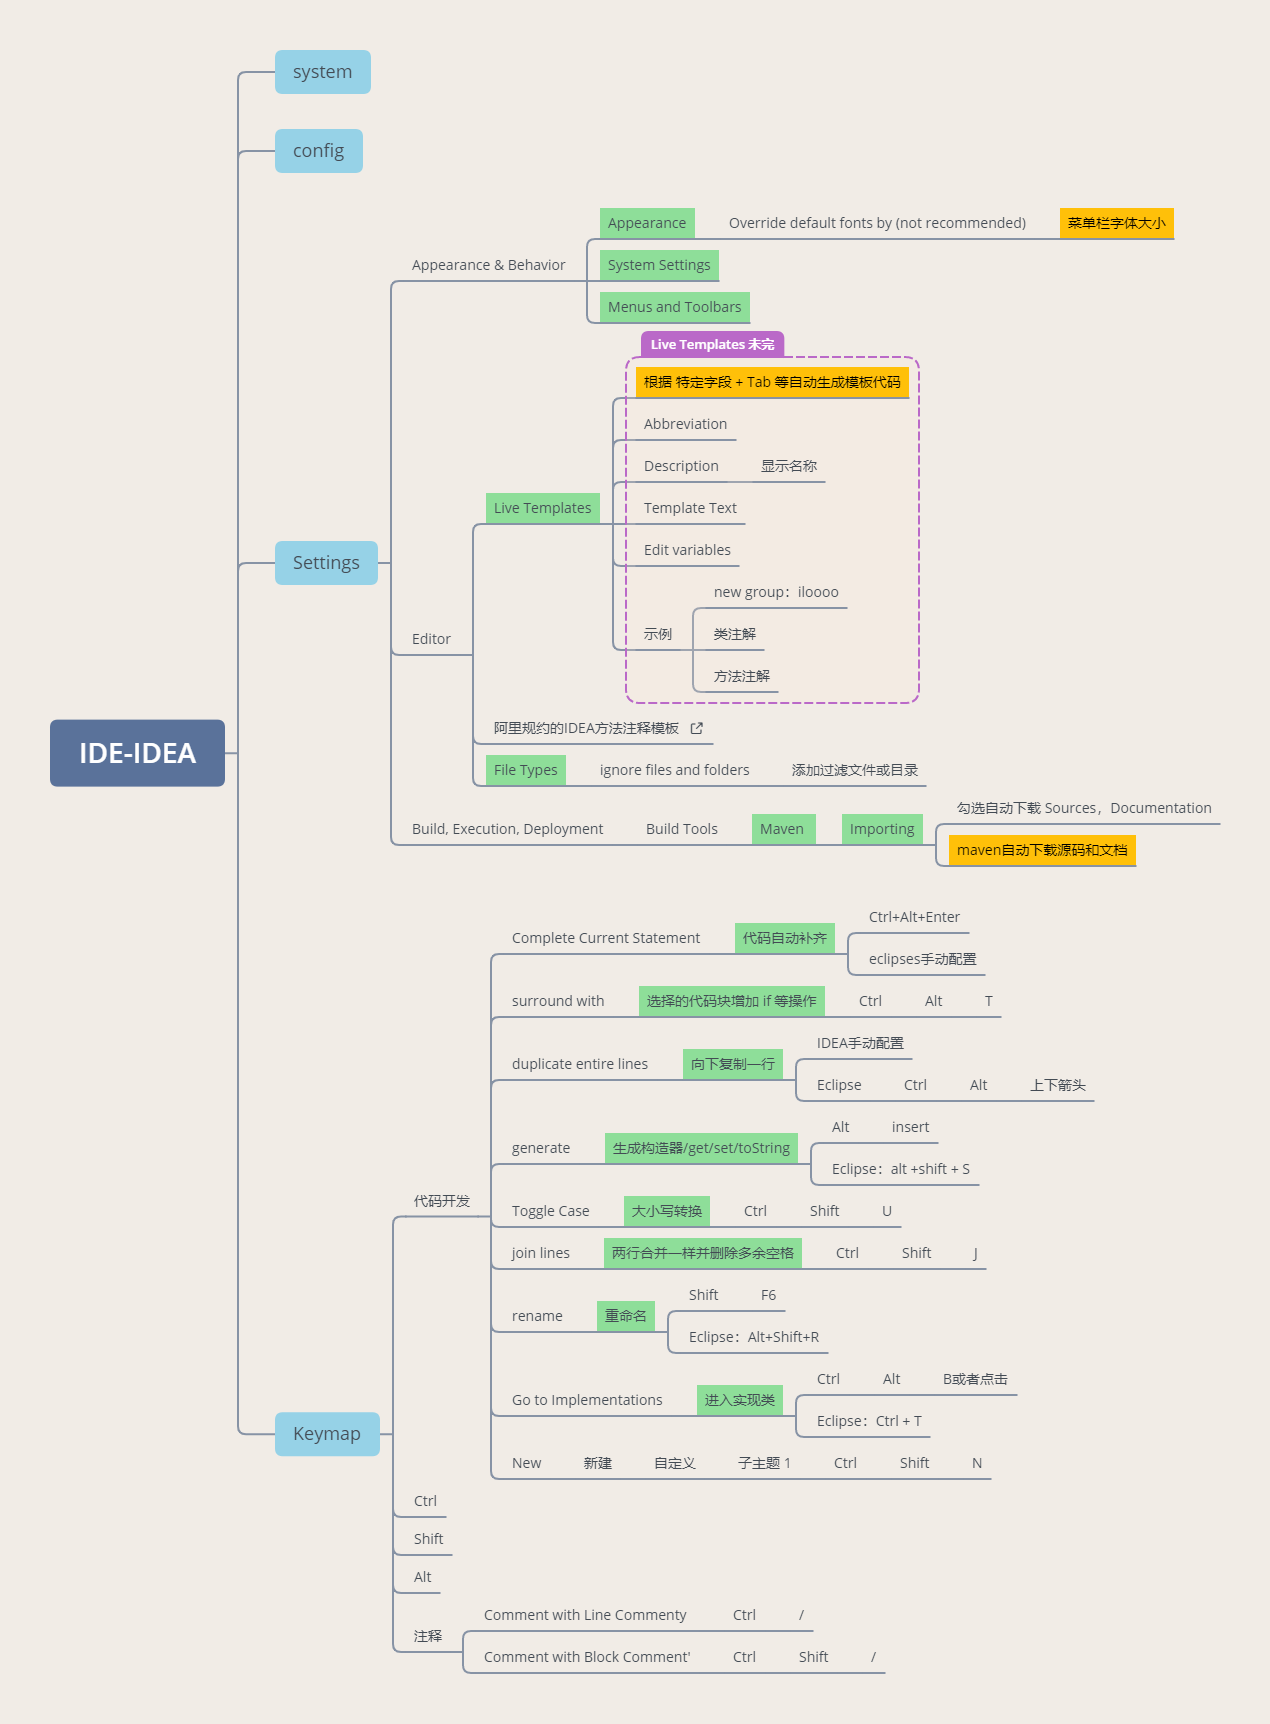 system
config
Appearance Override default fonts by (not recommended) 菜单栏字体大小
Appearance & Behavior
System Settings
Menus and Toolbars
Live Templates 未完
根据 特定字段 + Tab 等自动生成模板代码
Abbreviation
Description 显示名称
Live Templates
Template Text
Edit variables
Settings
new group：iloooo
Editor
示例
类注解
方法注解
阿里规约的IDEA方法注释模板
IDE-IDEA
File Types ignore files and folders 添加过滤文件或目录
勾选自动下载 Sources，Documentation
Build, Execution, Deployment Build Tools Maven Importing
maven自动下载源码和文档
Ctrl+Alt+Enter
Complete Current Statement 代码自动补齐
eclipses手动配置
surround with 选择的代码块增加 if 等操作 Ctrl Alt T
IDEA手动配置
duplicate entire lines 向下复制一行
Eclipse Ctrl Alt 上下箭头
Alt insert
generate 生成构造器/get/set/toString
Eclipse：alt +shift + S
代码开发
Toggle Case 大小写转换 Ctrl Shift U
join lines 两行合并一样并删除多余空格 Ctrl Shift J
Shift F6
rename 重命名
Eclipse：Alt+Shift+R
Ctrl Alt B或者点击
Go to Implementations 进入实现类
Eclipse：Ctrl + T
Keymap
New 新建 自定义 子主题 1 Ctrl Shift N
Ctrl
Shift
Alt
Comment with Line Commenty Ctrl /
注释
Comment with Block Comment' Ctrl Shift /